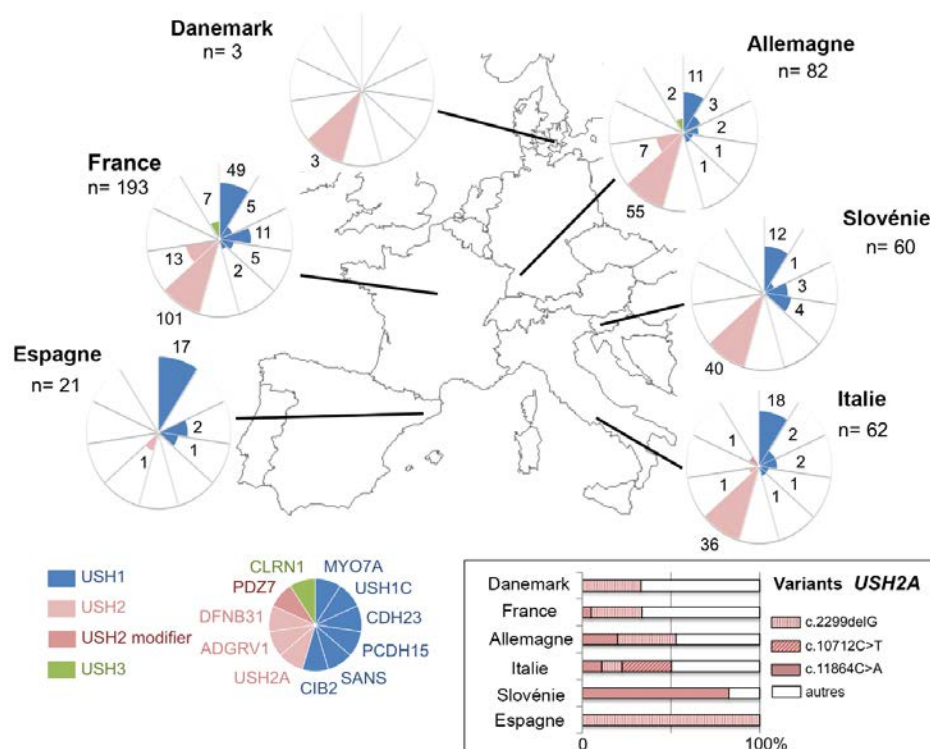 Danemark
n= 3
3
Allemagne
n= 82
2
11
3
2
1
1
7
55
France
n= 193
7
49
5
11
5
2
13
101
Slovénie
n= 60
12
1
3
4
40
Espagne
n= 21
17
2
1
1
Italie
n= 62
1
18
2
2
1
1
1
36
USH1
USH2
USH2 modifier
USH3
CLRN1
MYO7A
PDZ7
USH1C
DFNB31
CDH23
ADGRV1
PCDH15
USH2A
SANS
CIB2
Danemark
France
Allemagne
Italie
Slovénie
Espagne
0
100%
Variants USH2A
c.2299delG
c.10712C>T
c.11864C>A
autres